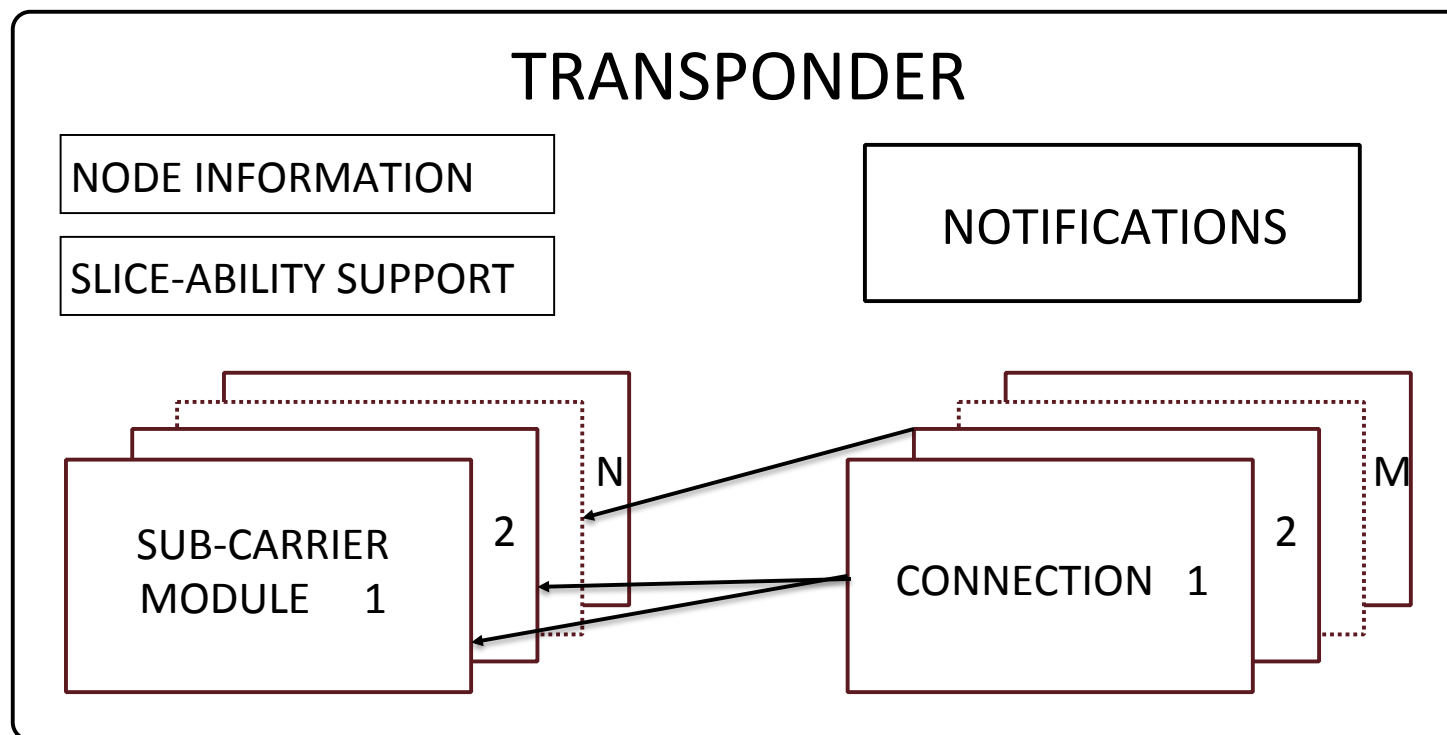 TRANSPONDER
NODE INFORMATION
NOTIFICATIONS
SLICE-ABILITY SUPPORT
SUB-CARRIER
MODULE 1
2
N
CONNECTION 1
2
M